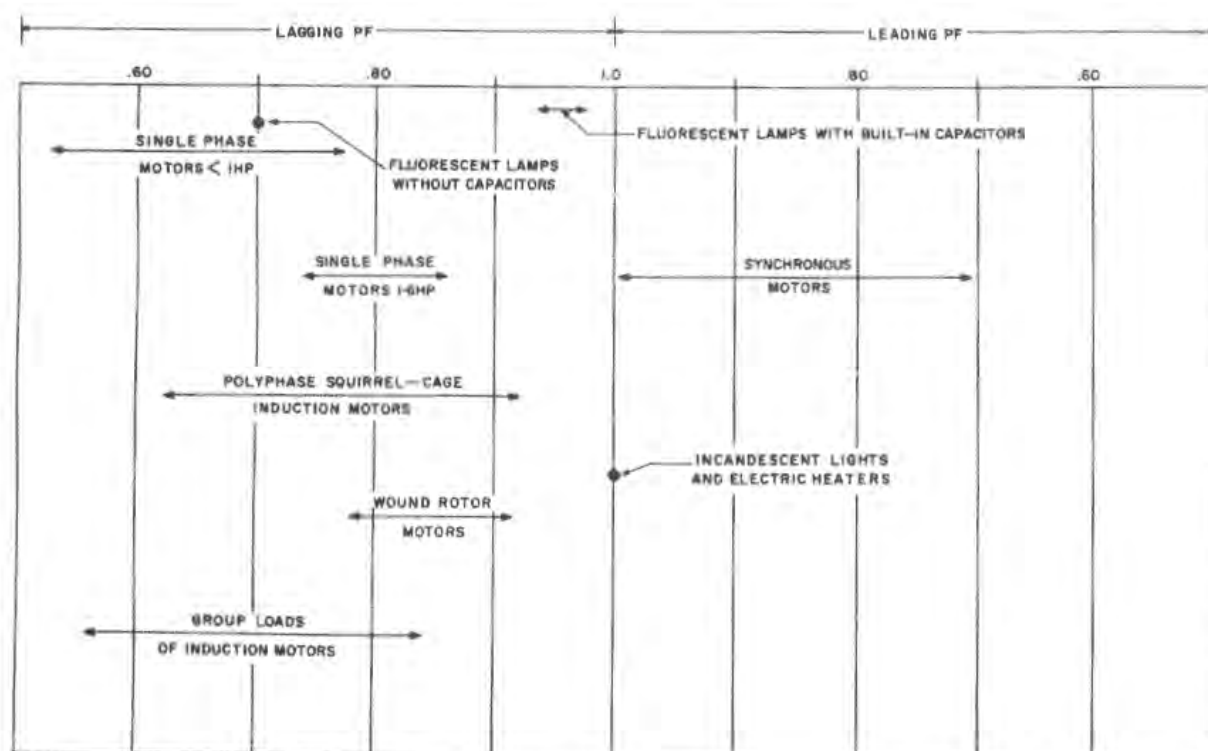 LAGGING PF
LEADING PF
.60
.80
1.0
.80
.60
FLUORESCENT LAMPS WITH BUILT-IN CAPACITORS
SINGLE PHASE
MOTORS < 1HP
FLUORESCENT LAMPS
WITHOUT CAPACITORS
SINGLE PHASE
MOTORS 1-6HP
SYNCHRONOUS
MOTORS
POLYPHASE SQUIRREL-CAGE
INDUCTION MOTORS
INCANDESCENT LIGHTS
AND ELECTRIC HEATERS
WOUND ROTOR
MOTORS
GROUP LOADS
OF INDUCTION MOTORS